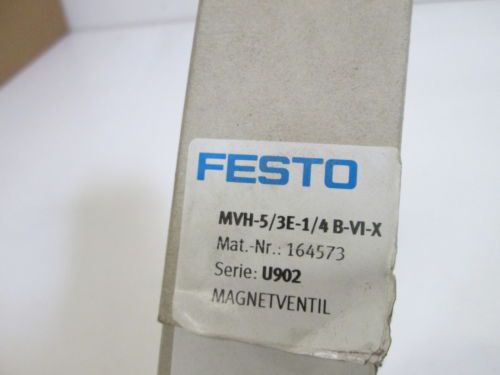 FESTO
MVH-5/3E-1/4 B-VI-X
Mat.-Nr.: 164573
Serie: U902
MAGNETVENTIL